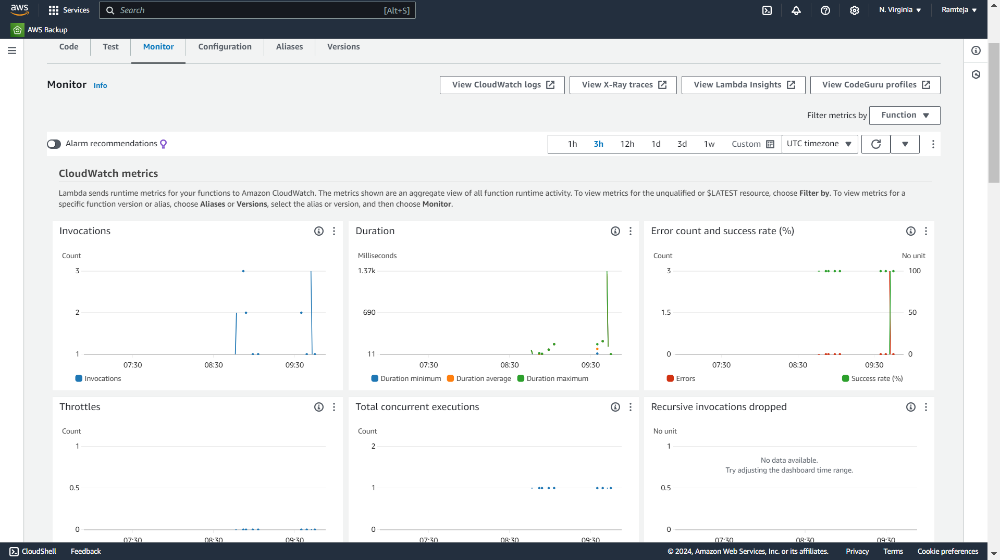 aws
Services
Search
[Alt+S]
N. Virginia
Ramteja
AWS Backup
Code
Test
Monitor
Configuration
Aliases
Versions
Monitor
Info
View CloudWatch logs
View X-Ray traces
View Lambda Insights
View CodeGuru profiles
Filter metrics by
Function
Alarm recommendations
1h
3h
12h
1d
3d
1w
Custom
UTC timezone
CloudWatch metrics
Lambda sends runtime metrics for your functions to Amazon CloudWatch. The metrics shown are an aggregate view of all function runtime activity. To view metrics for the unqualified or $LATEST resource, choose Filter by. To view metrics for a
specific function version or alias, choose Aliases or Versions, select the alias or version, and then choose Monitor.
Invocations
Count
3
2
1
07:30
08:30
09:30
Invocations
Duration
Milliseconds
1.37k
690
11
07:30
08:30
09:30
Duration minimum
Duration average
Duration maximum
Error count and success rate (%)
Count
No unit
3
100
1.5
50
0
0
07:30
08:30
09:30
Errors
Success rate (%)
Throttles
Count
1
0.5
0
07:30
08:30
09:30
Total concurrent executions
Count
2
1
0
07:30
08:30
09:30
Recursive invocations dropped
No unit
1
No data available.
Try adjusting the dashboard time range.
0.5
0
07:30
08:30
09:30
CloudShell
Feedback
© 2024, Amazon Web Services, Inc. or its affiliates.
Privacy
Terms
Cookie preferences